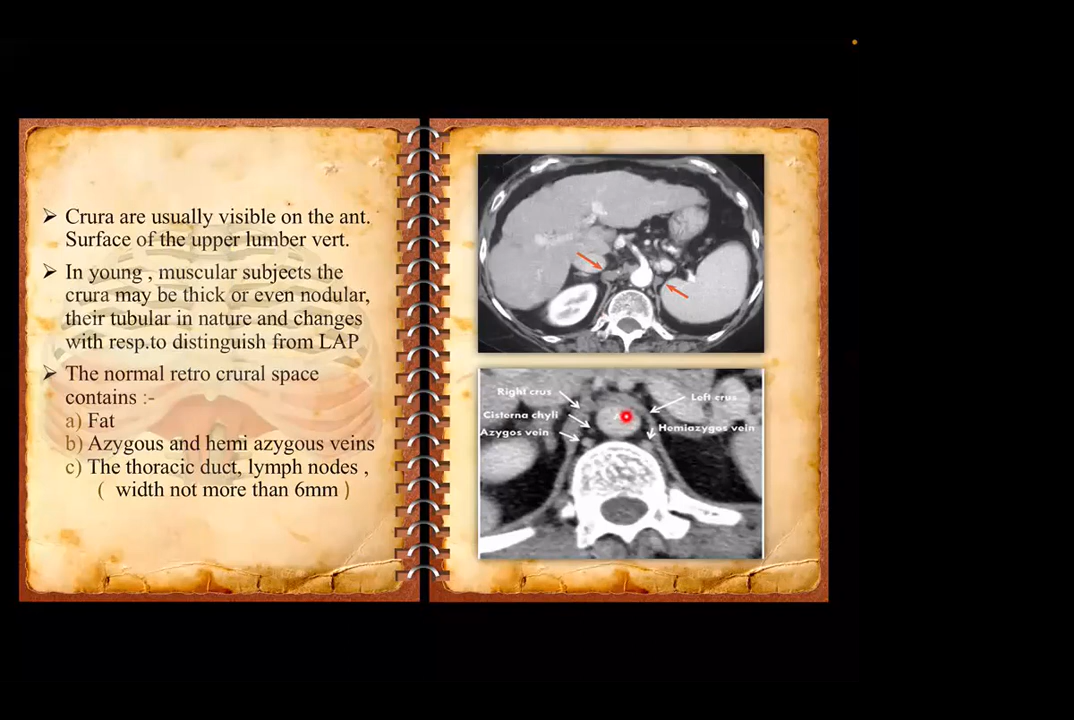 ➤ Crura are usually visible on the ant.
Surface of the upper lumber vert.
➤ In young , muscular subjects the
crura may be thick or even nodular,
their tubular in nature and changes
with resp.to distinguish from LAP
➤ The normal retro crural space
contains :-
a) Fat
b) Azygous and hemi azygous veins
c) The thoracic duct, lymph nodes ,
( width not more than 6mm )
Right crus
Left crus
Cisterna chyli
A
Azygos vein
Hemiazygos vein